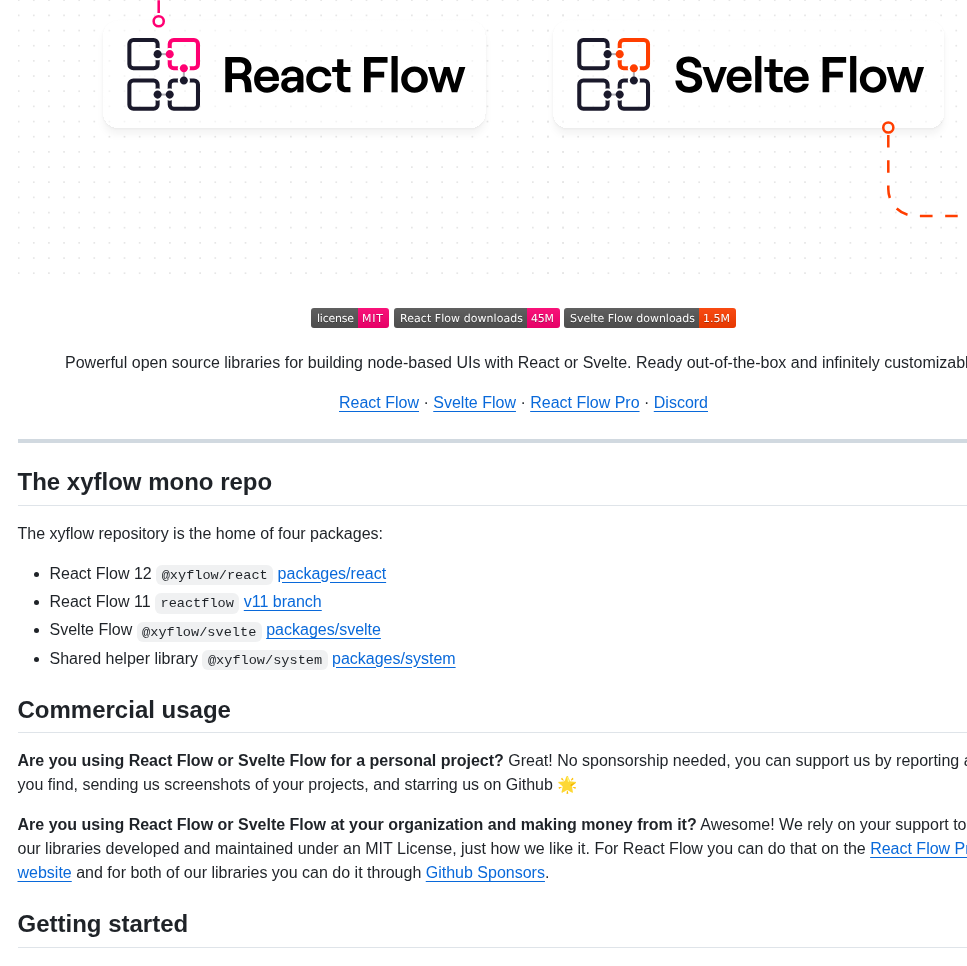 React Flow
Svelte Flow
license MIT React Flow downloads 45M Svelte Flow downloads 1.5M
Powerful open source libraries for building node-based UIs with React or Svelte. Ready out-of-the-box and infinitely
React Flow · Svelte Flow · React Flow Pro · Discord
The xyflow mono repo
The xyflow repository is the home of four packages:
• React Flow 12 @xyflow/react packages/react
• React Flow 11 reactflow v11 branch
• Svelte Flow @xyflow/svelte packages/svelte
• Shared helper library @xyflow/system packages/system
Commercial usage
Are you using React Flow or Svelte Flow for a personal project? Great! No sponsorship needed, you can support us by reporting
you find, sending us screenshots of your projects, and starring us on Github 🌟
Are you using React Flow or Svelte Flow at your organization and making money from it? Awesome! We rely on your support to
our libraries developed and maintained under an MIT License, just how we like it. For React Flow you can do that on the React Flow
website and for both of our libraries you can do it through Github Sponsors.
Getting started